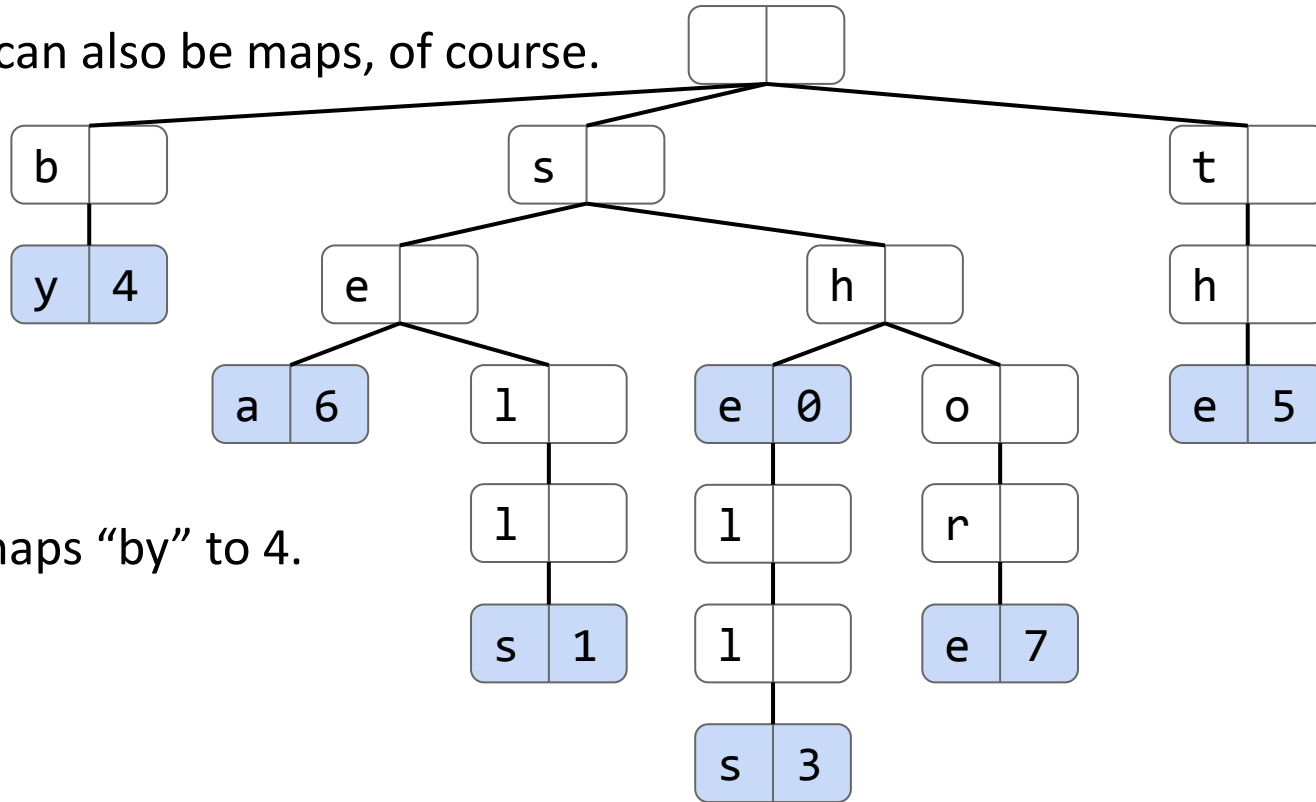 can also be maps, of course.
b s t
y 4 e h h
a 6 l e 0 o e 5
l l r
maps “by” to 4.
s 1 l e 7
s 3